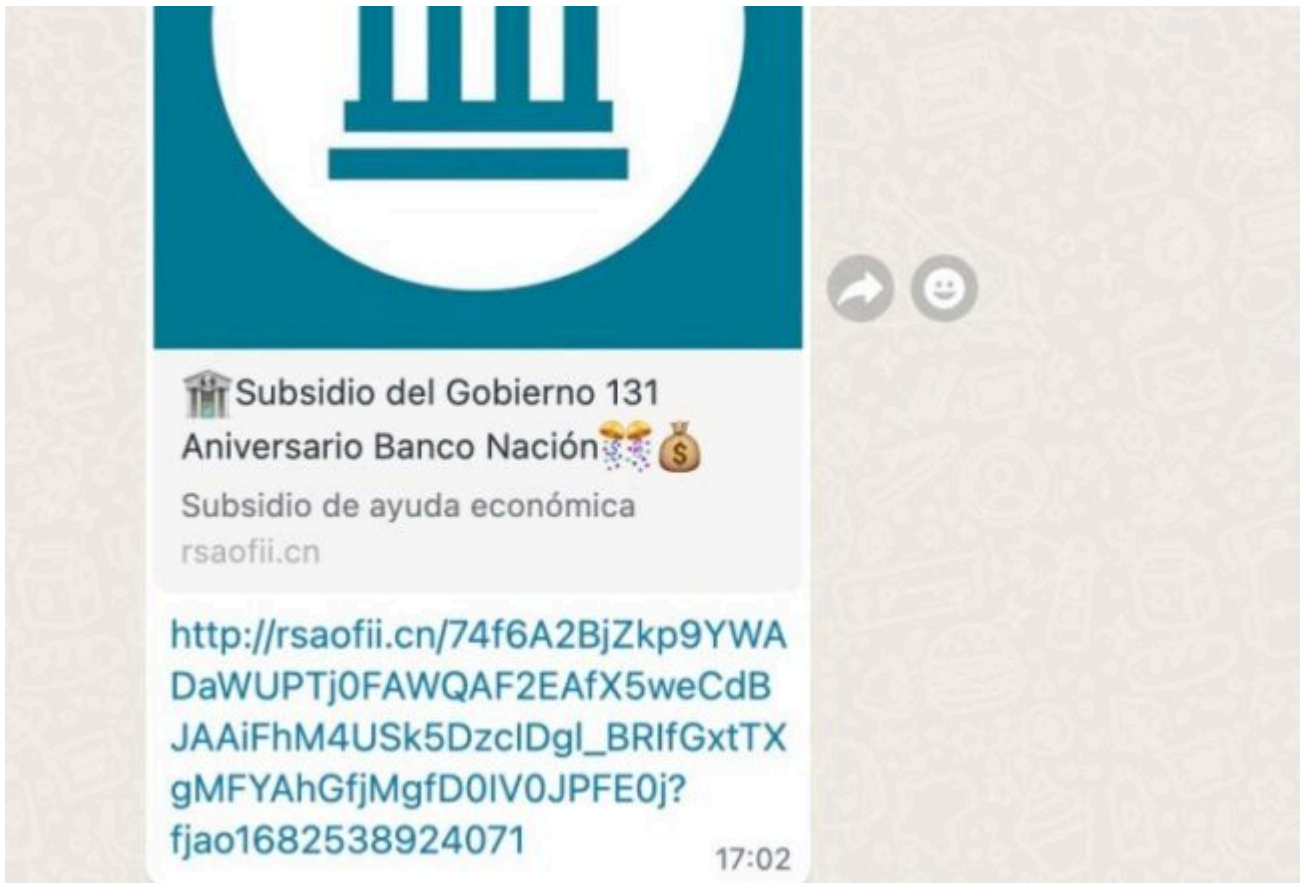 🏦Subsidio del Gobierno 131
Aniversario Banco Nación🎊💰
Subsidio de ayuda económica
rsaofii.cn
http://rsaofii.cn/74f6A2BjZkp9YWA
DaWUPTj0FAWQAF2EAfX5weCdB
JAAiFhM4USk5DzclDgl_BRIfGxtTX
gMFYAhGfjMgfD0IV0JPFE0j?
fjao1682538924071
17:02